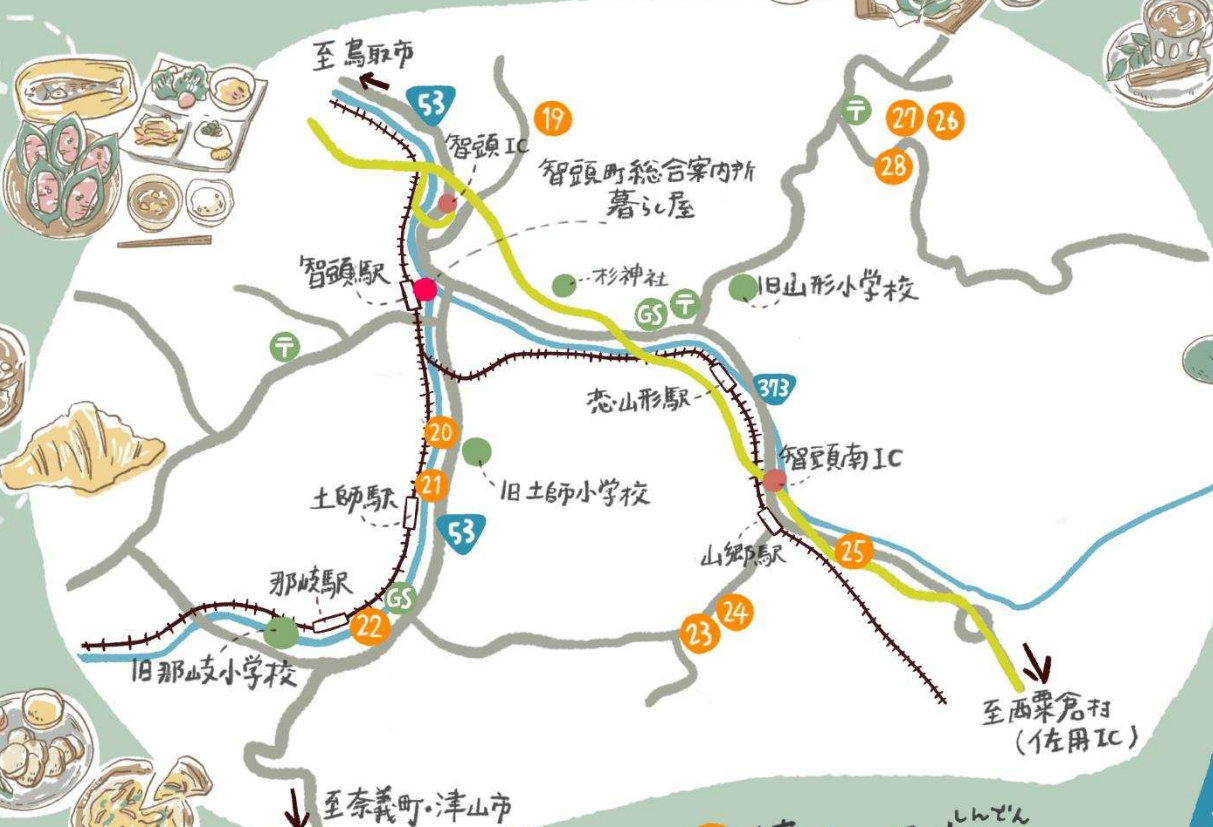 至鳥取市
53
19
27
26
28
〒
智頭IC
智頭町総合案内所
暮らし屋
智頭駅
杉神社
旧山形小学校
GS
〒
〒
恋山形駅
373
20
智頭南IC
21
旧土師小学校
土師駅
53
山郷駅
25
那岐駅
GS
22
24
23
旧那岐小学校
至西粟倉村
(佐用IC)
至奈義町・津山市
しんでん